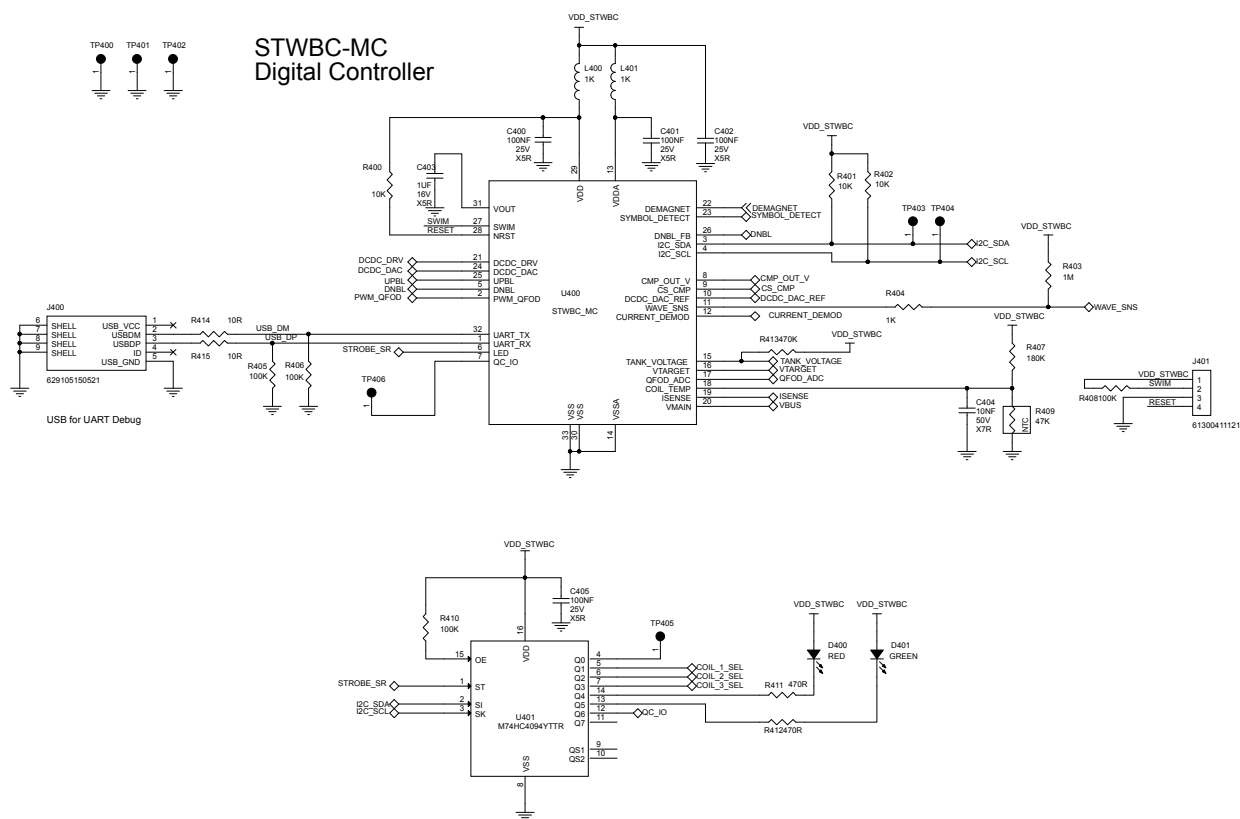 VDD_STWBC
TP400
TP401
TP402
1
1
1
STWBC-MC
Digital Controller
L400
1K
L401
1K
C400
100NF
25V
X5R
C401
100NF
25V
X5R
C402
100NF
25V
X5R
R400
10K
C403
1UF
16V
X5R
29
13
VDD
VDDA
31
VOUT
SWIM
27
SWIM
RESET
28
NRST
DCDC_DRV
21
DCDC_DRV
DCDC_DAC
24
DCDC_DAC
UPBL
25
UPBL
DNBL
5
DNBL
PWM_QFOD
2
PWM_QFOD
32
UART_TX
1
UART_RX
STROBE_SR
6
LED
7
QC_IO
U400
STWBC_MC
DEMAGNET
22
DEMAGNET
SYMBOL_DETECT
23
SYMBOL_DETECT
DNBL_FB
26
DNBL
I2C_SDA
3
I2C_SCL
4
CMP_OUT_V
8
CMP_OUT_V
CS_CMP
9
CS_CMP
DCDC_DAC_REF
10
DCDC_DAC_REF
WAVE_SNS
11
CURRENT_DEMOD
12
CURRENT_DEMOD
TANK_VOLTAGE
15
TANK_VOLTAGE
VTARGET
16
VTARGET
QFOD_ADC
17
QFOD_ADC
COIL_TEMP
18
ISENSE
19
ISENSE
VMAIN
20
VBUS
VSS
VSS
VSSA
33
30
14
VDD_STWBC
R401
10K
R402
10K
TP403
TP404
1
1
I2C_SDA
I2C_SCL
VDD_STWBC
R403
1M
R404
1K
WAVE_SNS
R413470K
VDD_STWBC
VDD_STWBC
R407
180K
C404
10NF
50V
X7R
NTC
R409
47K
J401
VDD_STWBC
1
SWIM
2
R408100K
3
RESET
4
61300411121
J400
6
SHELL
7
SHELL
8
SHELL
9
SHELL
USB_VCC
1
USBDM
2
USBDP
3
ID
4
USB_GND
5
629105150521
USB for UART Debug
R414
10R
USB_DM
USB_DP
R415
10R
R405
100K
R406
100K
TP406
1
VDD_STWBC
R410
100K
C405
100NF
25V
X5R
16
VDD
15
OE
STROBE_SR
1
ST
I2C_SDA
2
SI
I2C_SCL
3
SK
U401
M74HC4094YTTR
VSS
8
Q0
4
Q1
5
COIL_1_SEL
Q2
6
COIL_2_SEL
Q3
7
COIL_3_SEL
Q4
14
Q5
13
Q6
12
QC_IO
Q7
11
QS1
9
QS2
10
TP405
1
R411
470R
R412470R
VDD_STWBC
D400
RED
VDD_STWBC
D401
GREEN